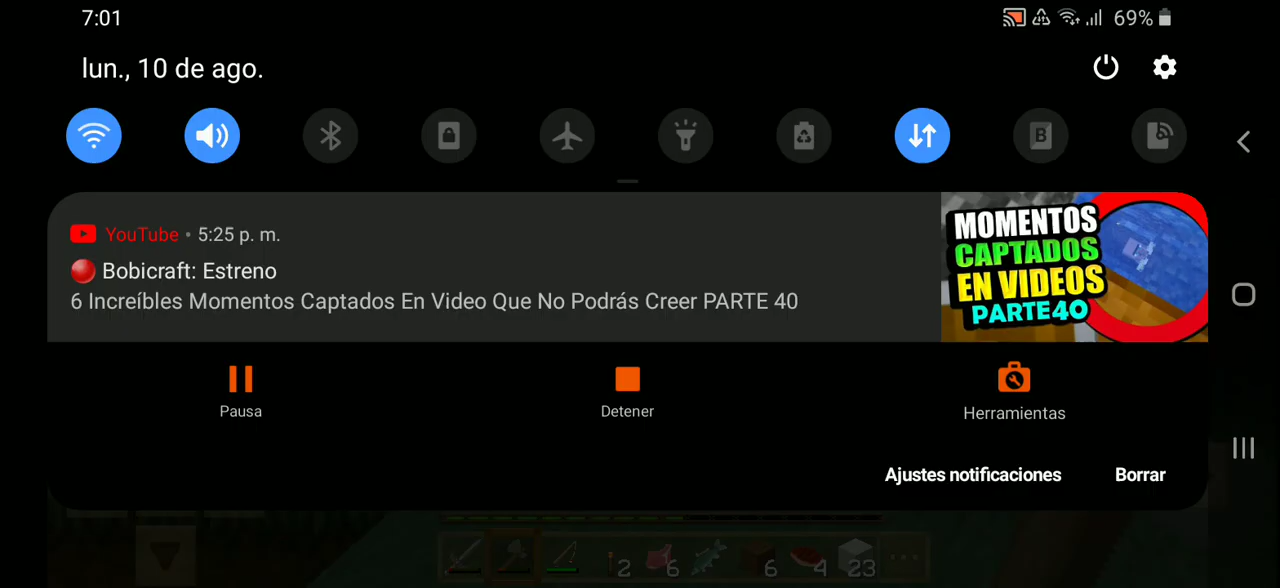 7:01
69%
lun., 10 de ago.
B
YouTube • 5:25 p. m.
Bobicraft: Estreno
6 Increíbles Momentos Captados En Video Que No Podrás Creer PARTE 40
MOMENTOS
CAPTADOS
EN VIDEOS
PARTE 40
Pausa
Detener
Herramientas
Ajustes notificaciones
Borrar
2
6
6
4
23